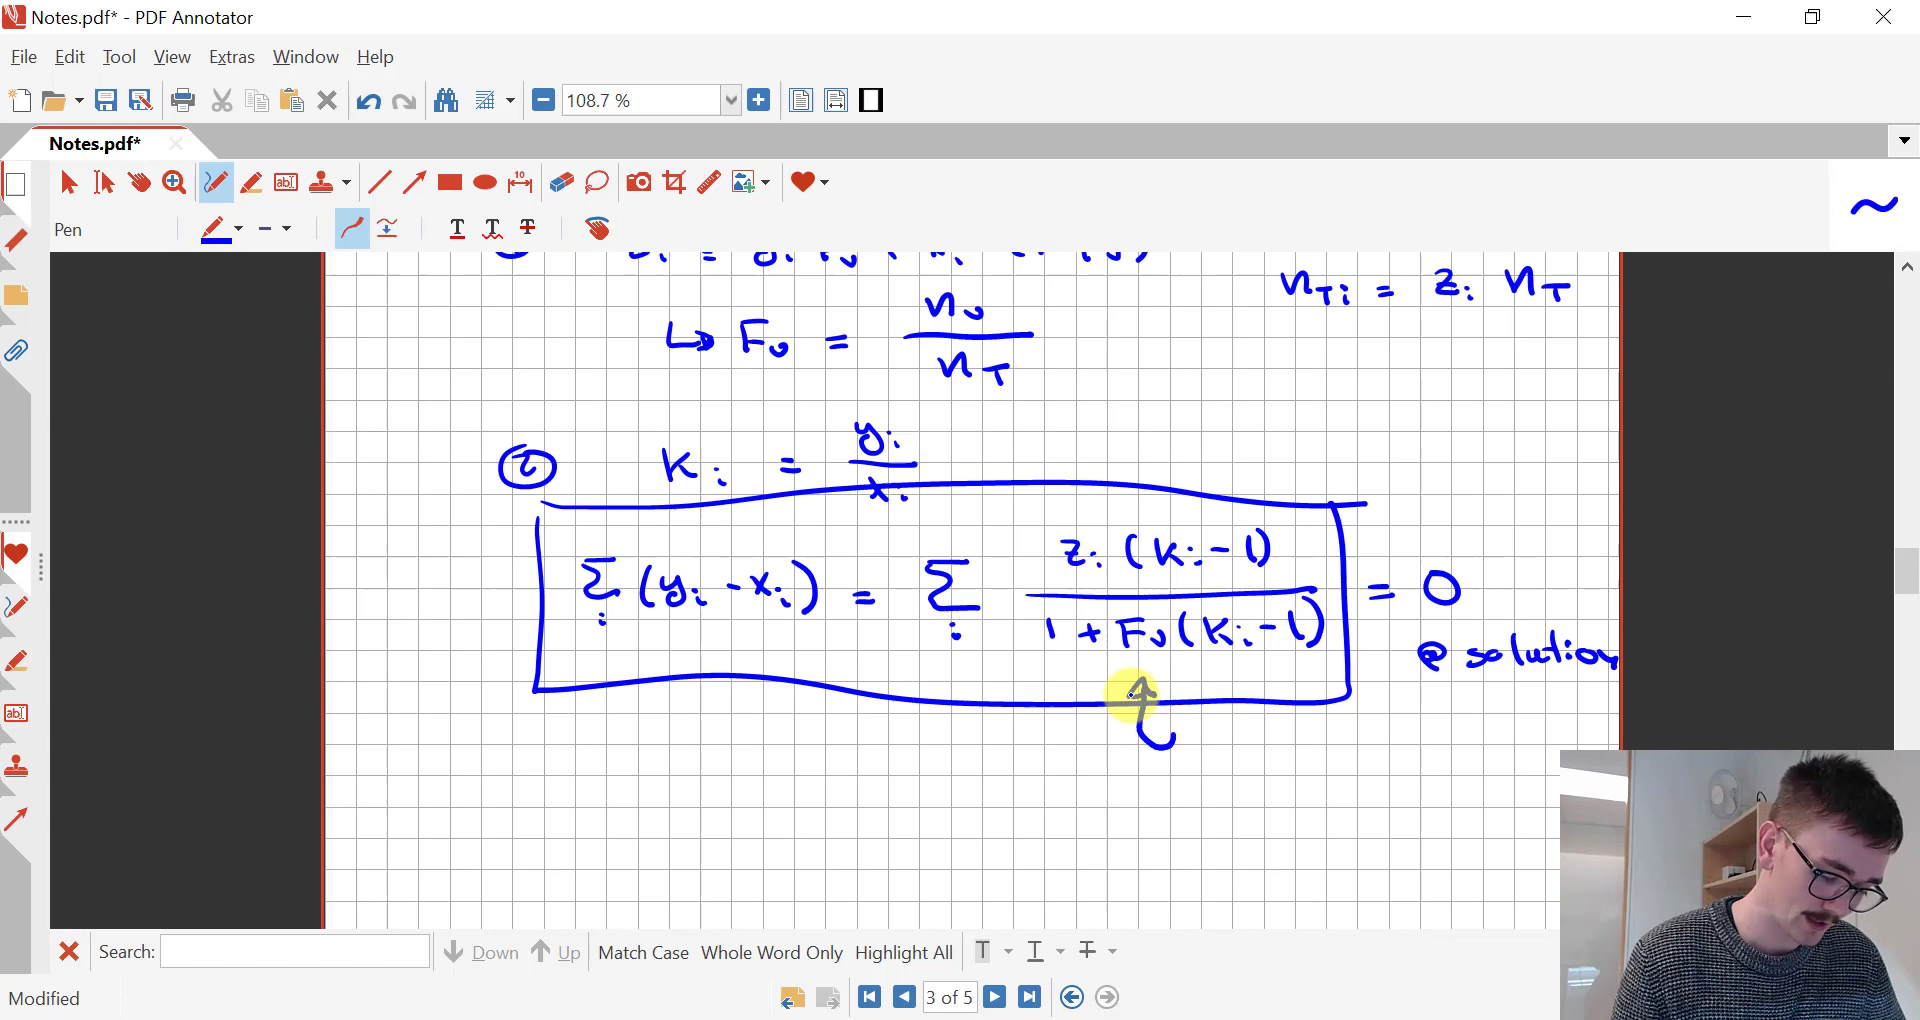 Notes.pdf* - PDF Annotator
File Edit Tool View Extras Window Help
108.7 %
Notes.pdf*
10
Pen
n_Ti = z_i n_T
↳ F_v = n_v / n_T
② K_i = y_i / x_i
Σ_i (y_i - x_i) = Σ_i z_i (K_i - 1) / 1 + F_v (K_i - 1) = 0
@ solution
Search: Down Up Match Case Whole Word Only Highlight All T T T
Modified 3 of 5